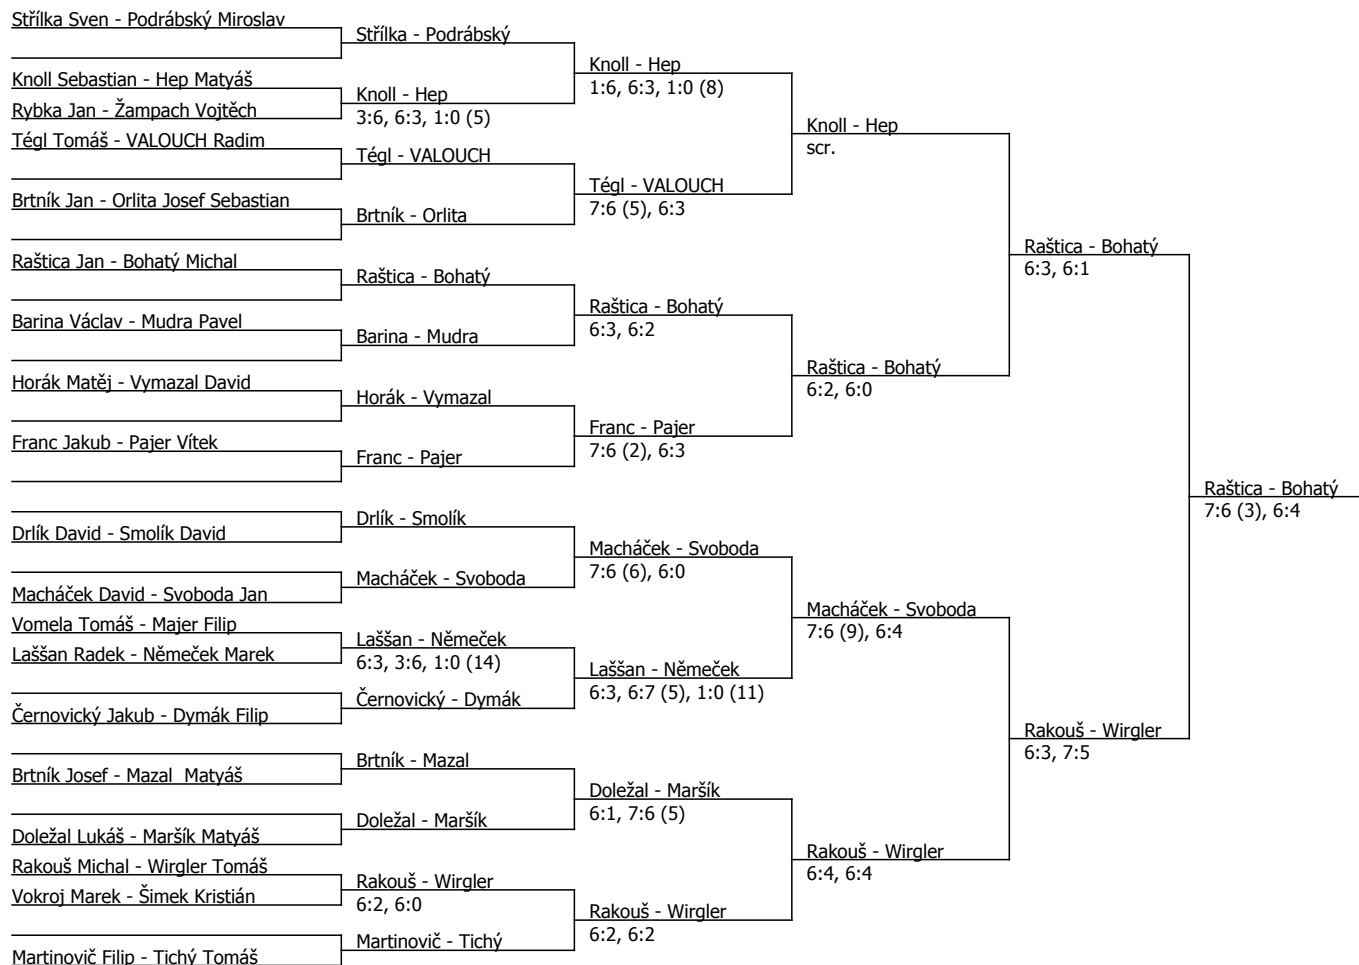 Střílka Sven - Podrábský Miroslav
Knoll Sebastian - Hep Matyáš
Rybka Jan - Žampach Vojtěch
Tégl Tomáš - VALOUCH Radim
Brtník Jan - Orlita Josef Sebastian
Raštica Jan - Bohatý Michal
Barina Václav - Mudra Pavel
Horák Matěj - Vymazal David
Franc Jakub - Pajer Vítek
Drlík David - Smolík David
Macháček David - Svoboda Jan
Vomela Tomáš - Majer Filip
Laššan Radek - Němeček Marek
Černovický Jakub - Dymák Filip
Brtník Josef - Mazal  Matyáš
Doležal Lukáš - Maršík Matyáš
Rakouš Michal - Wirgler Tomáš
Vokroj Marek - Šimek Kristián
Martinovič Filip - Tichý Tomáš
Střílka - Podrábský
Knoll - Hep
3:6, 6:3, 1:0 (5)
Tégl - VALOUCH
Brtník - Orlita
Raštica - Bohatý
Barina - Mudra
Horák - Vymazal
Franc - Pajer
Drlík - Smolík
Macháček - Svoboda
Laššan - Němeček
6:3, 3:6, 1:0 (14)
Černovický - Dymák
Brtník - Mazal
Doležal - Maršík
Rakouš - Wirgler
6:2, 6:0
Martinovič - Tichý
Knoll - Hep
1:6, 6:3, 1:0 (8)
Tégl - VALOUCH
7:6 (5), 6:3
Raštica - Bohatý
6:3, 6:2
Franc - Pajer
7:6 (2), 6:3
Macháček - Svoboda
7:6 (6), 6:0
Laššan - Němeček
6:3, 6:7 (5), 1:0 (11)
Doležal - Maršík
6:1, 7:6 (5)
Rakouš - Wirgler
6:2, 6:2
Knoll - Hep
scr.
Raštica - Bohatý
6:2, 6:0
Macháček - Svoboda
7:6 (9), 6:4
Rakouš - Wirgler
6:4, 6:4
Raštica - Bohatý
6:3, 6:1
Rakouš - Wirgler
6:3, 7:5
Raštica - Bohatý
7:6 (3), 6:4